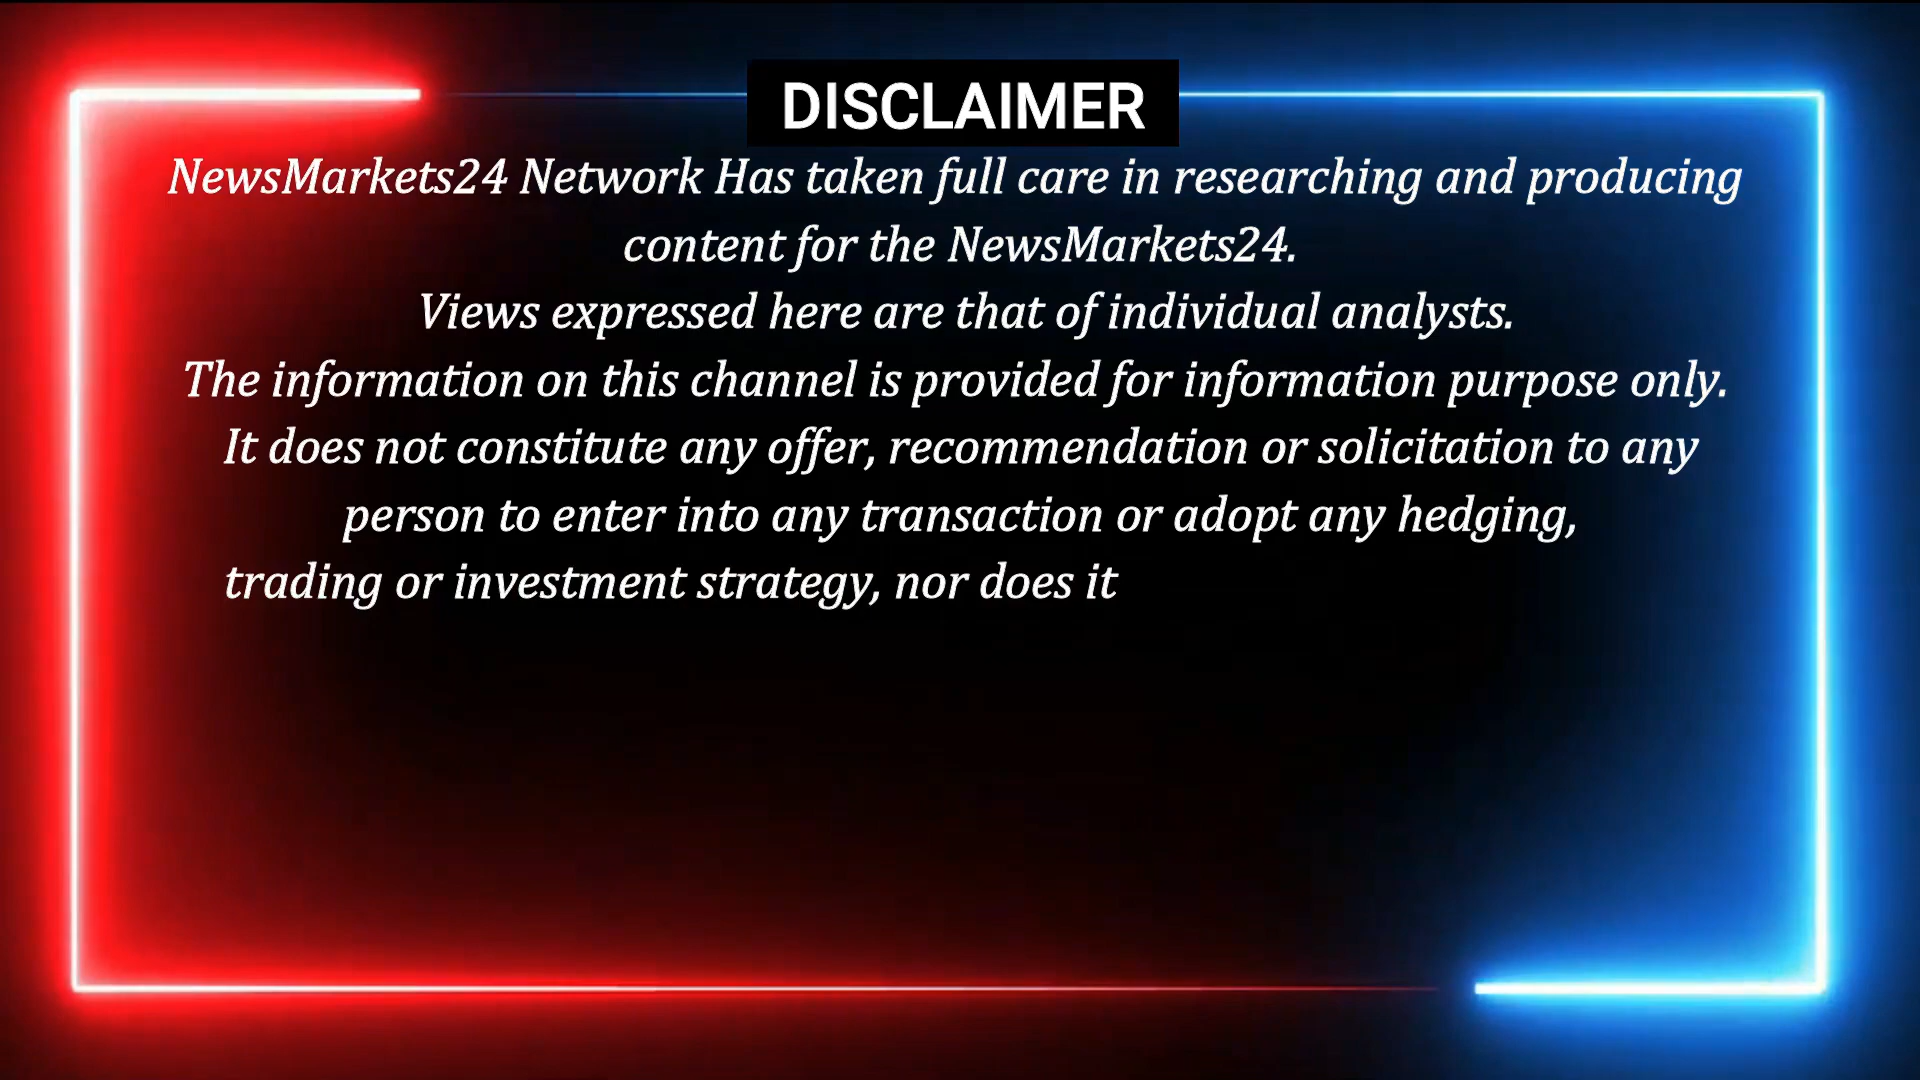 DISCLAIMER
NewsMarkets24 Network Has taken full care in researching and producing
content for the NewsMarkets24.
Views expressed here are that of individual analysts.
The information on this channel is provided for information purpose only.
It does not constitute any offer, recommendation or solicitation to any
person to enter into any transaction or adopt any hedging,
trading or investment strategy, nor does it